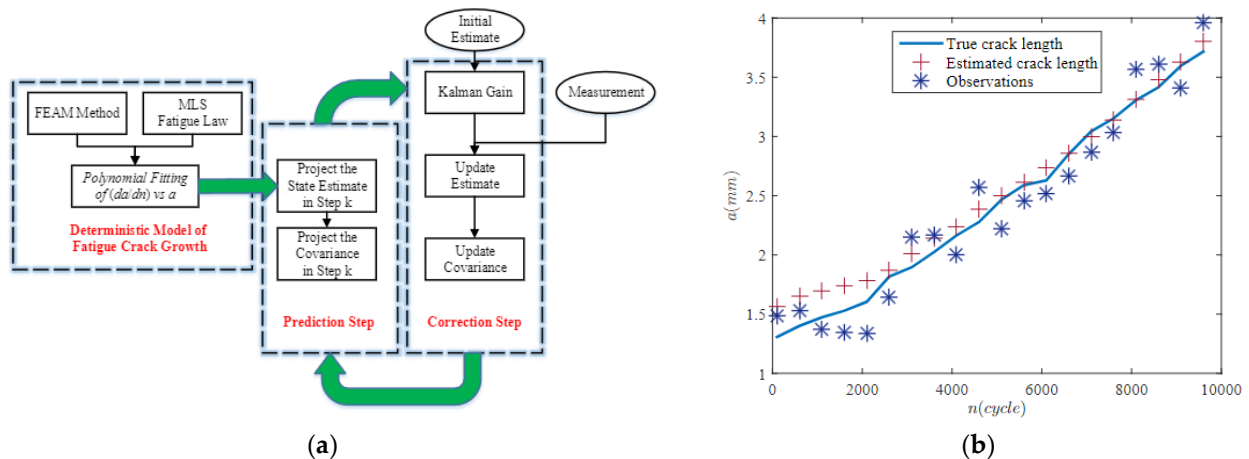 Initial
Estimate
Kalman Gain
Measurement
FEAM Method
MLS
Fatigue Law
Polynomial Fitting
of (da/dn) vs a
Deterministic Model of
Fatigue Crack Growth
Project the
State Estimate
in Step k
Project the
Covariance
in Step k
Prediction Step
Update
Estimate
Update
Covariance
Correction Step
(a)
True crack length
Estimated crack length
Observations
4
3.5
3
2.5
2
1.5
1
a(mm)
0
2000
4000
6000
8000
10000
n(cycle)
(b)